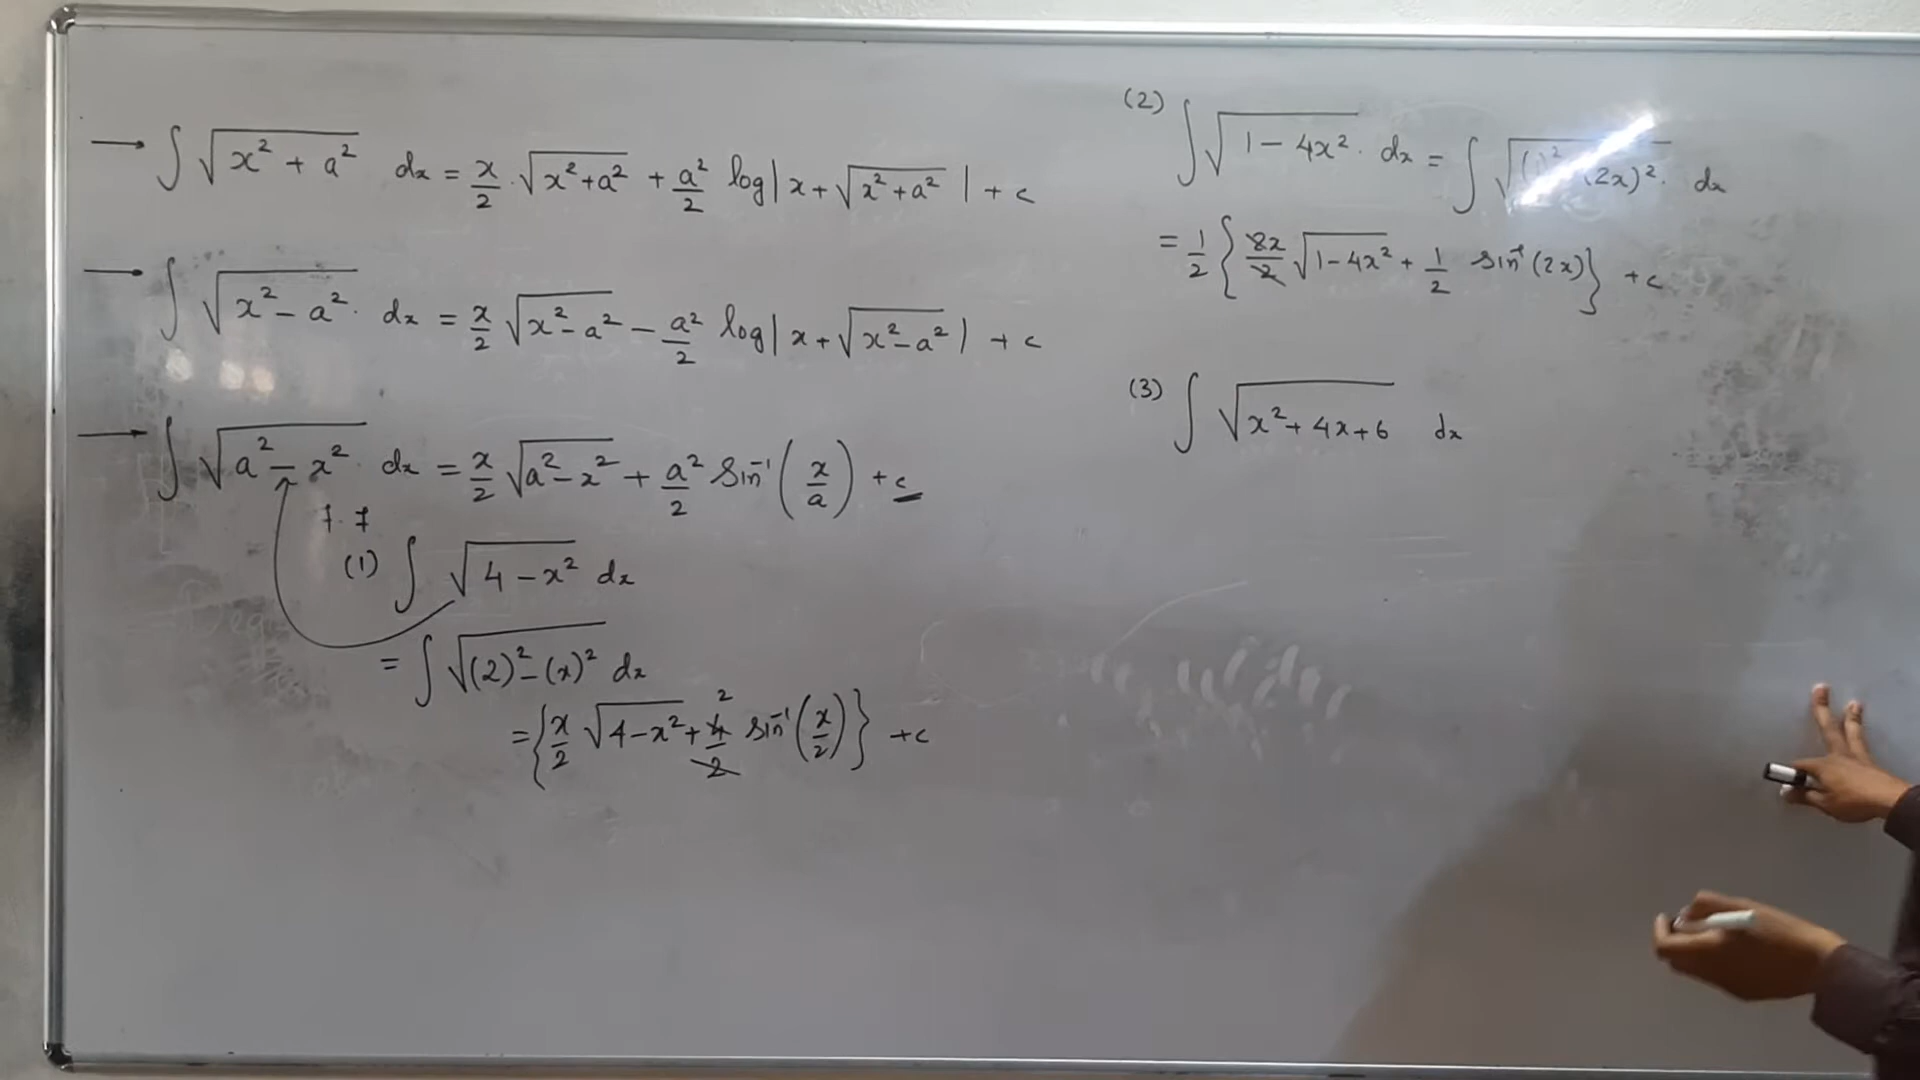 → ∫ √(x² + a²) dx = x/2 · √(x²+a²) + a²/2 log|x + √(x²+a²)| + c
→ ∫ √(x² - a²) · dx = x/2 √(x²-a²) - a²/2 log|x + √(x²-a²)| + c
→ ∫ √(a² - x²) dx = x/2 √(a²-x²) + a²/2 Sin⁻¹(x/a) + c
7.7
(1) ∫ √(4 - x²) dx
= ∫ √((2)² - (x)²) dx
= {x/2 √(4-x²) + 4/2 2 sin⁻¹(x/2)} + c
(2) ∫ √(1 - 4x²) · dx = ∫ √(( )² (2x)²) · dx
= 1/2 {2x/2 √(1-4x²) + 1/2 sin⁻¹(2x)} + c
(3) ∫ √(x² + 4x + 6) dx